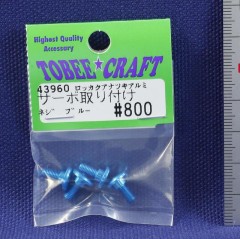 Highest Quality
Accessory
TOBEE★CRAFT
43960 ロッカクアナツキアルミ
サーボ取り付け
ネジ ブルー #800